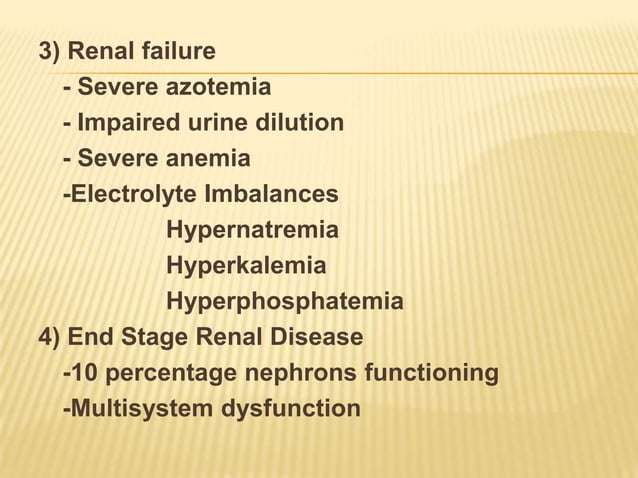 3) Renal failure
- Severe azotemia
- Impaired urine dilution
- Severe anemia
-Electrolyte Imbalances
Hypernatremia
Hyperkalemia
Hyperphosphatemia
4) End Stage Renal Disease
-10 percentage nephrons functioning
-Multisystem dysfunction